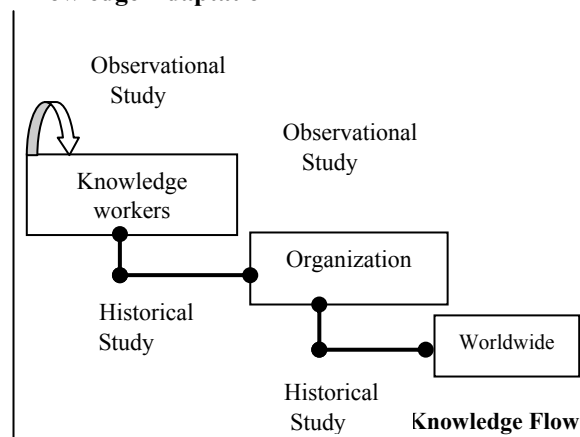 Observational
Study
Observational
Study
Knowledge
workers
Organization
Historical
Study
Worldwide
Historical
Study
Knowledge Flow